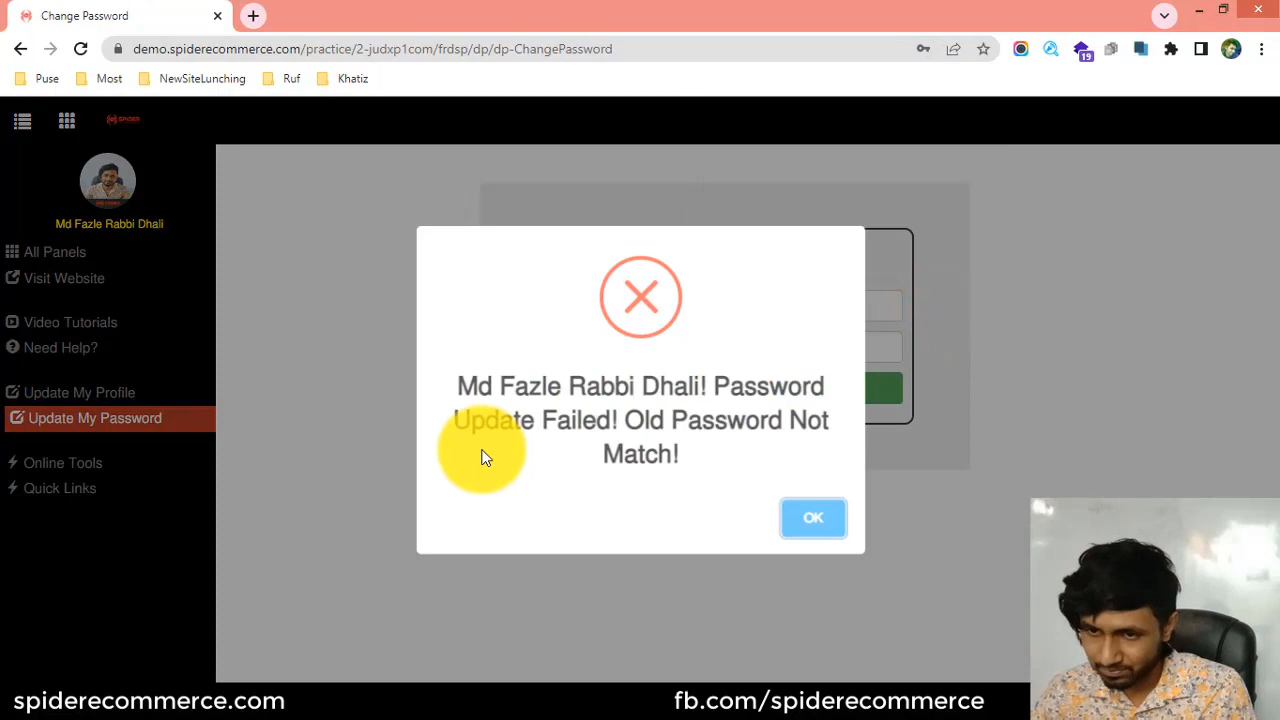 Change Password
demo.spiderecommerce.com/practice/2-judxp1com/frdsp/dp/dp-ChangePassword
19
Puse
Most
NewSiteLunching
Ruf
Khatiz
SPIDER
Md Fazle Rabbi Dhali
All Panels
Visit Website
Video Tutorials
Need Help?
Update My Profile
Update My Password
Online Tools
Quick Links
Md Fazle Rabbi Dhali! Password
Update Failed! Old Password Not
Match!
OK
spiderecommerce.com
fb.com/spiderecommerce